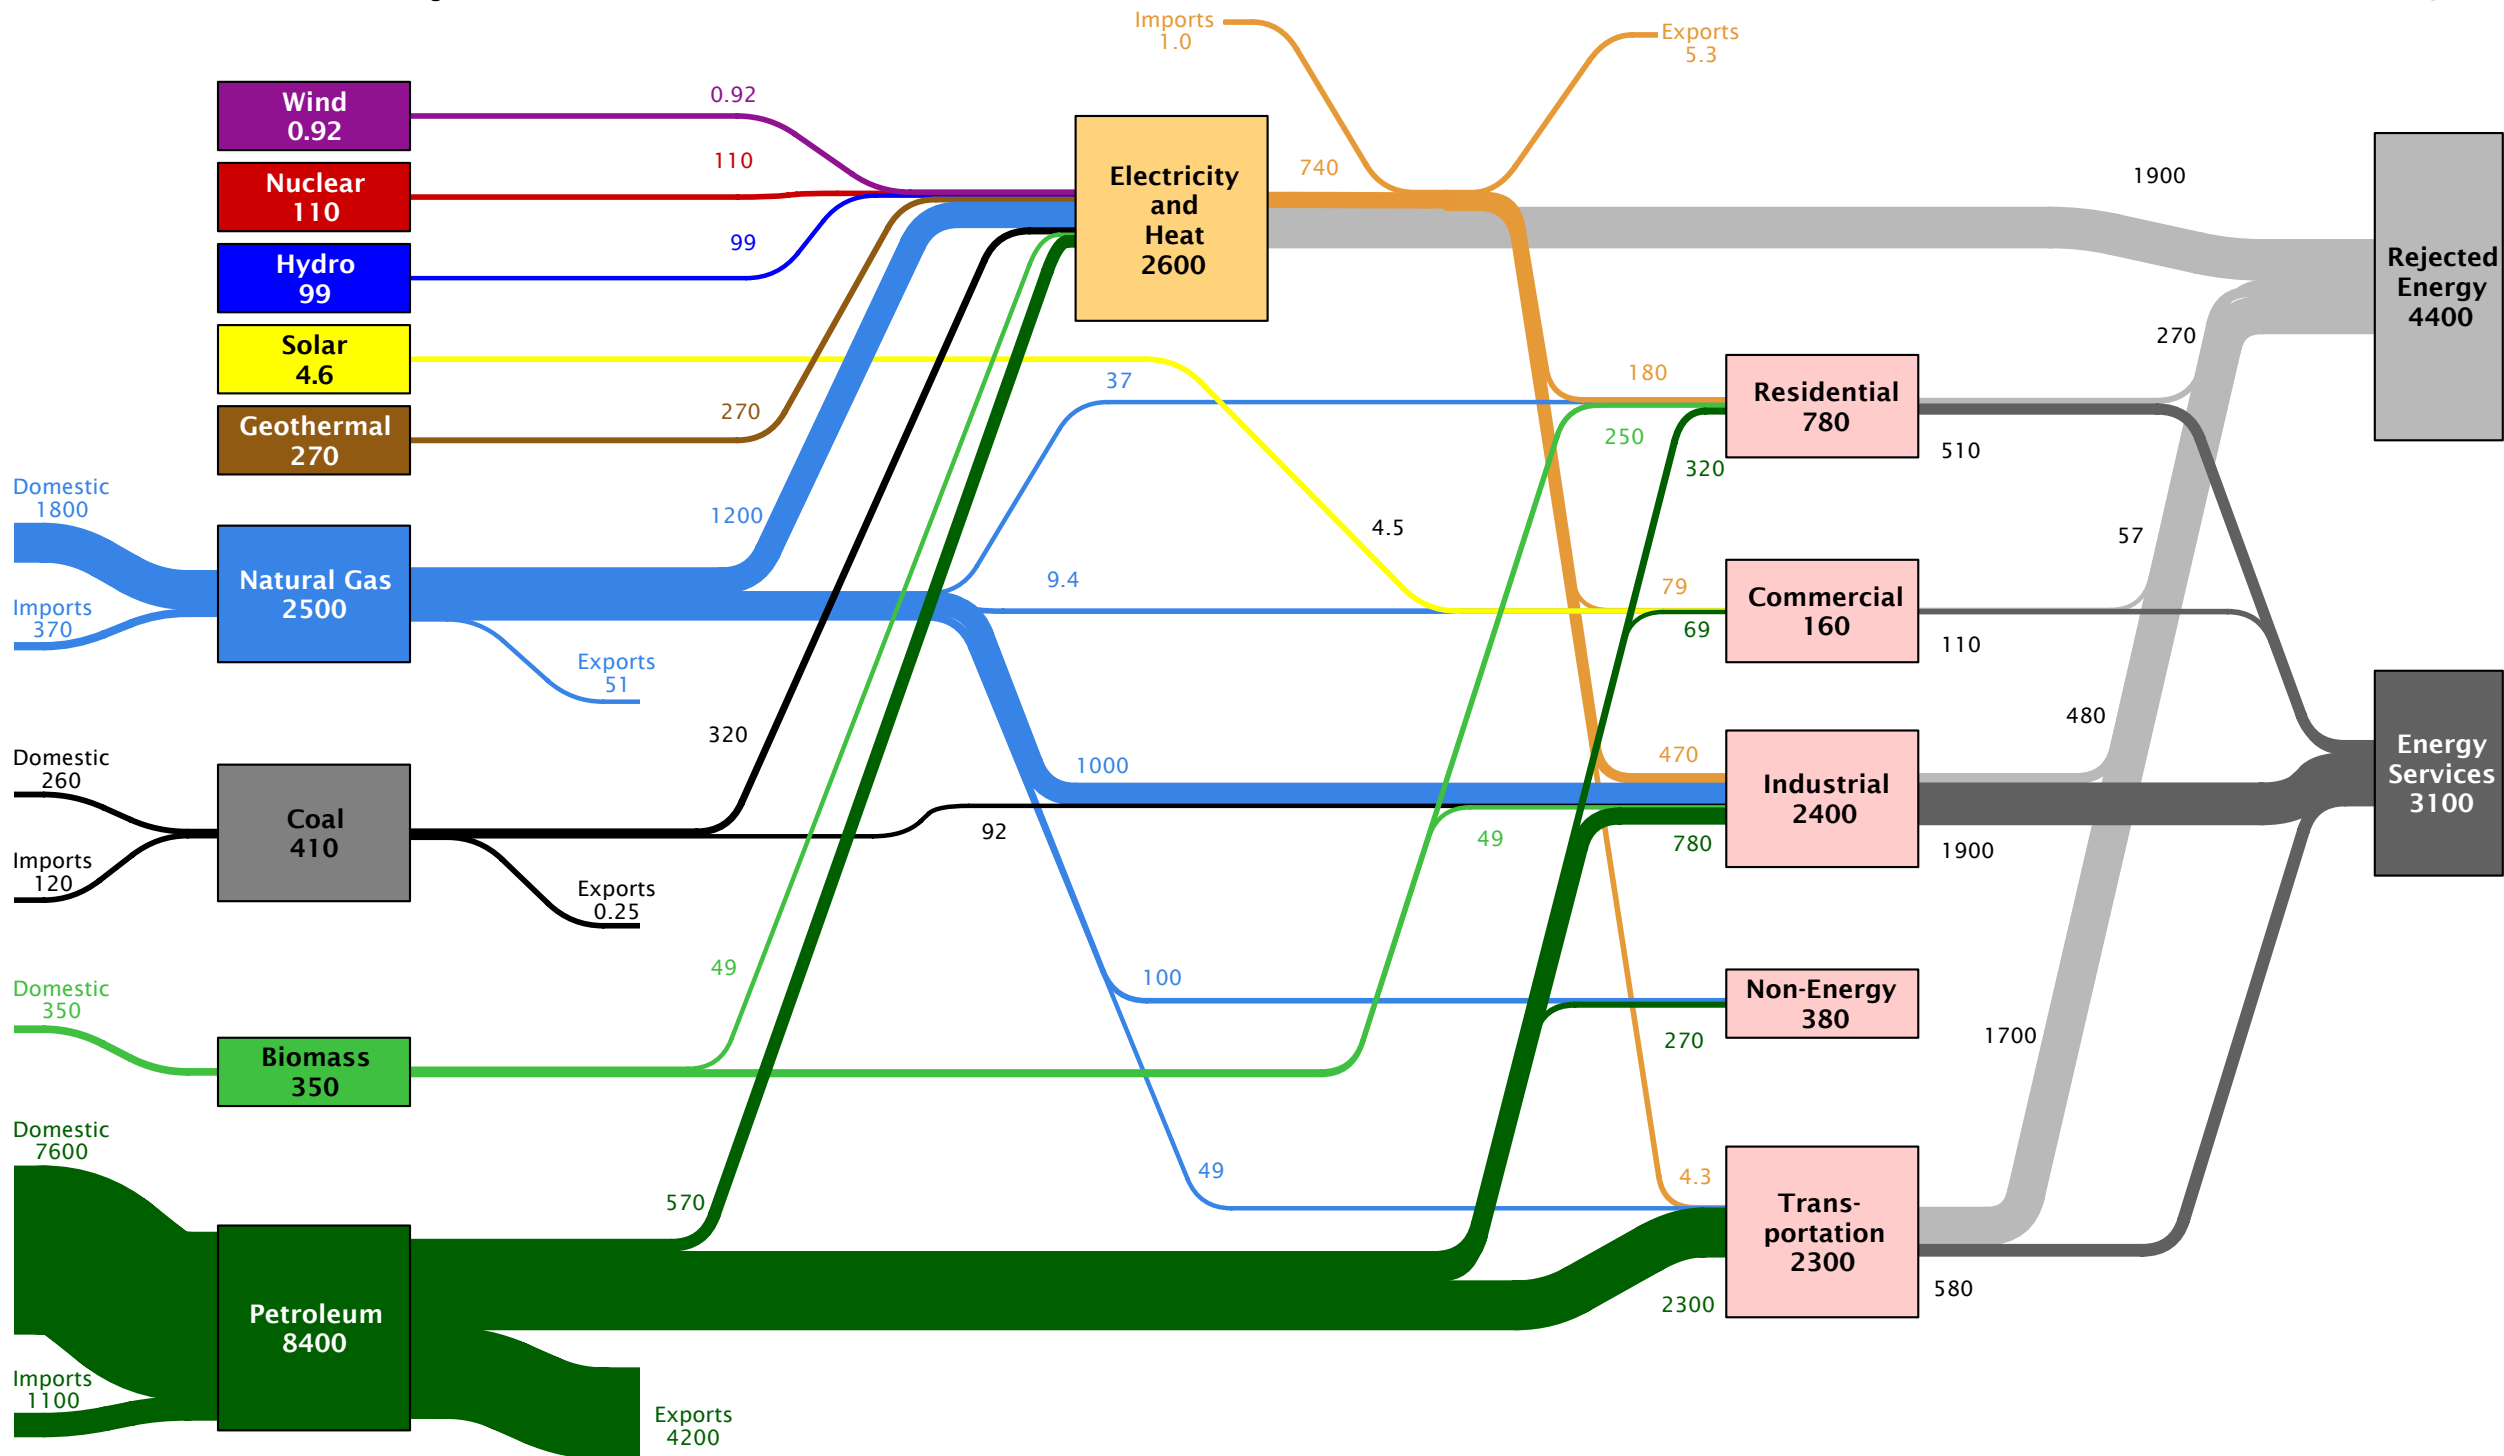 Imports
1.0
Exports
5.3
Wind
0.92
0.92
Nuclear
110
110
Hydro
99
99
Solar
4.6
Geothermal
270
270
Electricity
and
Heat
2600
740
1900
Rejected
Energy
4400
270
37
180
Residential
780
250
320
510
Domestic
1800
1200
Natural Gas
2500
Imports
370
Exports
51
9.4
4.5
79
69
Commercial
160
57
110
Domestic
260
320
Coal
410
Imports
120
Exports
0.25
92
1000
470
Industrial
2400
49
780
480
1900
Energy
Services
3100
Domestic
350
49
Biomass
350
100
Non-Energy
380
270
1700
Domestic
7600
570
49
4.3
Trans-
portation
2300
2300
580
Petroleum
8400
Imports
1100
Exports
4200